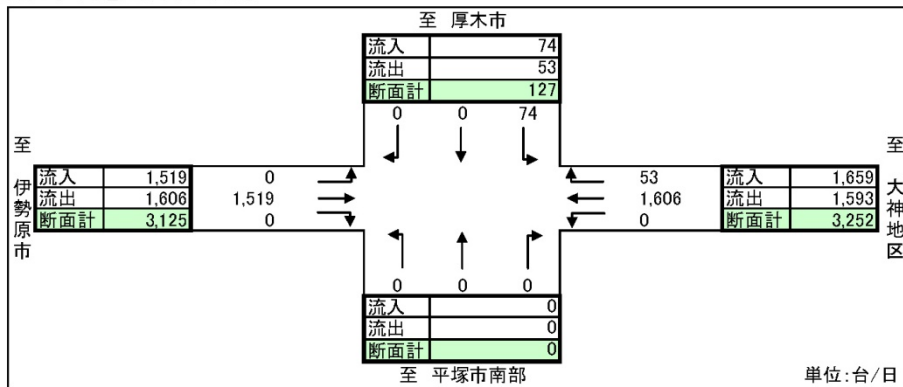 至 厚木市
流入 74
流出 53
断面計 127
0 0 74
至 伊勢原市
流入 1,519
流出 1,606
断面計 3,125
0
1,519
0
53
1,606
0
至 大神地区
流入 1,659
流出 1,593
断面計 3,252
0 0 0
流入 0
流出 0
断面計 0
至 平塚市南部
単位:台/日